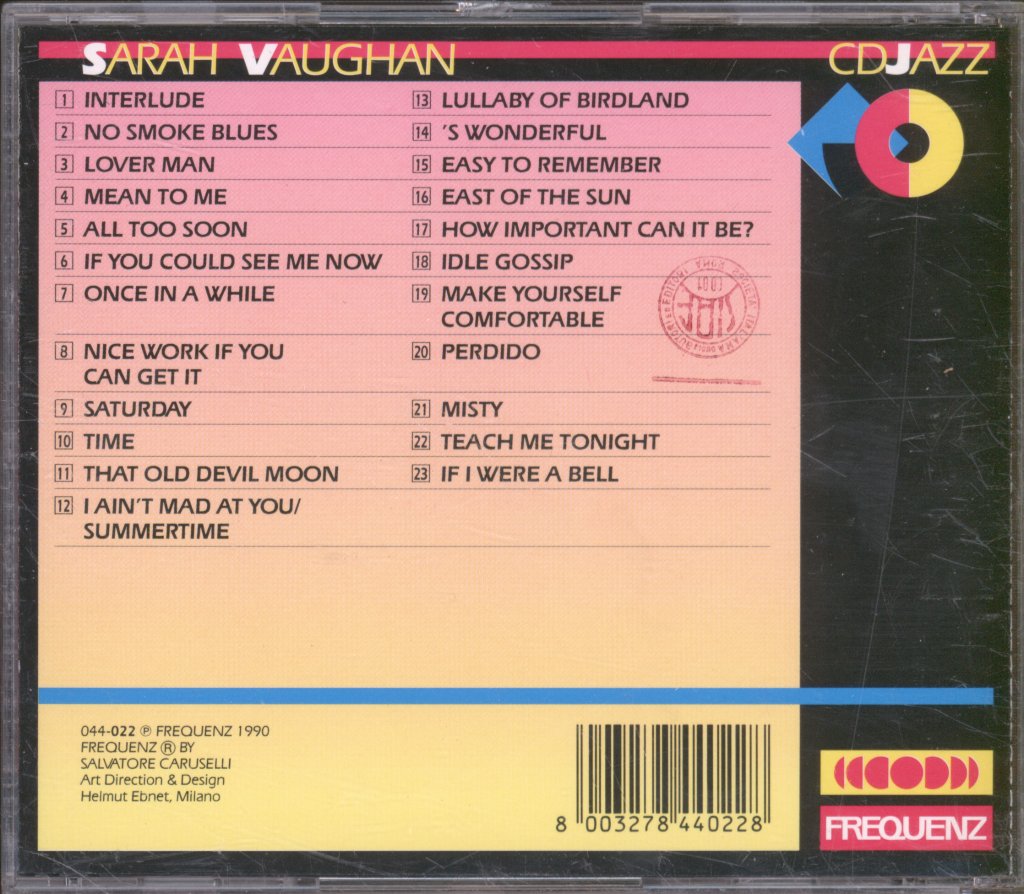 SARAH VAUGHAN
CDJAZZ
1 INTERLUDE
2 NO SMOKE BLUES
3 LOVER MAN
4 MEAN TO ME
5 ALL TOO SOON
6 IF YOU COULD SEE ME NOW
7 ONCE IN A WHILE
8 NICE WORK IF YOU
CAN GET IT
9 SATURDAY
10 TIME
11 THAT OLD DEVIL MOON
12 I AIN'T MAD AT YOU/
SUMMERTIME
13 LULLABY OF BIRDLAND
14 'S WONDERFUL
15 EASY TO REMEMBER
16 EAST OF THE SUN
17 HOW IMPORTANT CAN IT BE?
18 IDLE GOSSIP
19 MAKE YOURSELF
COMFORTABLE
20 PERDIDO
21 MISTY
22 TEACH ME TONIGHT
23 IF I WERE A BELL
SIAE
044-022 ℗ FREQUENZ 1990
FREQUENZ ® BY
SALVATORE CARUSELLI
Art Direction & Design
Helmut Ebnet, Milano
8 003278 440228
FREQUENZ